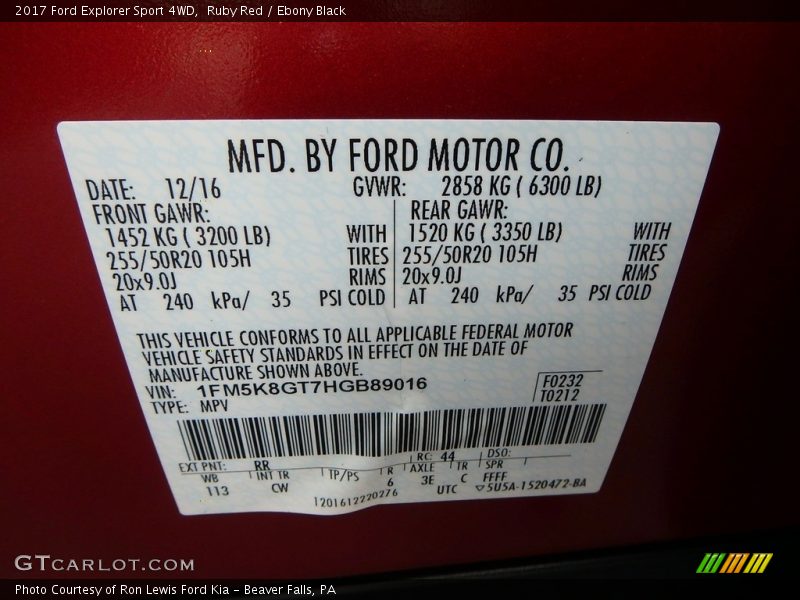 2017 Ford Explorer Sport 4WD, Ruby Red / Ebony Black
MFD. BY FORD MOTOR CO.
DATE: 12/16 GVWR: 2858 KG ( 6300 LB)
FRONT GAWR: REAR GAWR:
1452 KG ( 3200 LB) WITH 1520 KG ( 3350 LB) WITH
255/50R20 105H TIRES 255/50R20 105H TIRES
20x9.0J RIMS 20x9.0J RIMS
AT 240 kPa/ 35 PSI COLD AT 240 kPa/ 35 PSI COLD
THIS VEHICLE CONFORMS TO ALL APPLICABLE FEDERAL MOTOR
VEHICLE SAFETY STANDARDS IN EFFECT ON THE DATE OF
MANUFACTURE SHOWN ABOVE.
VIN: 1FM5K8GT7HGB89016 F0232
TYPE: MPV T0212
EXT PNT: RR RC: 44 DSO:
WB INT TR TP/PS R AXLE TR SPR
113 CW 6 3E C FFFF
1201612220276 UTC ▽5U5A-1520472-BA
GTCARLOT.COM
Photo Courtesy of Ron Lewis Ford Kia - Beaver Falls, PA